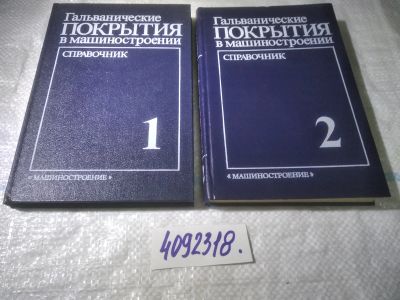 Гальванические
ПОКРЫТИЯ
в машиностроении
СПРАВОЧНИК
1
«МАШИНОСТРОЕНИЕ»
Гальванические
ПОКРЫТИЯ
в машиностроении
СПРАВОЧНИК
2
«МАШИНОСТРОЕНИЕ»
4092318.